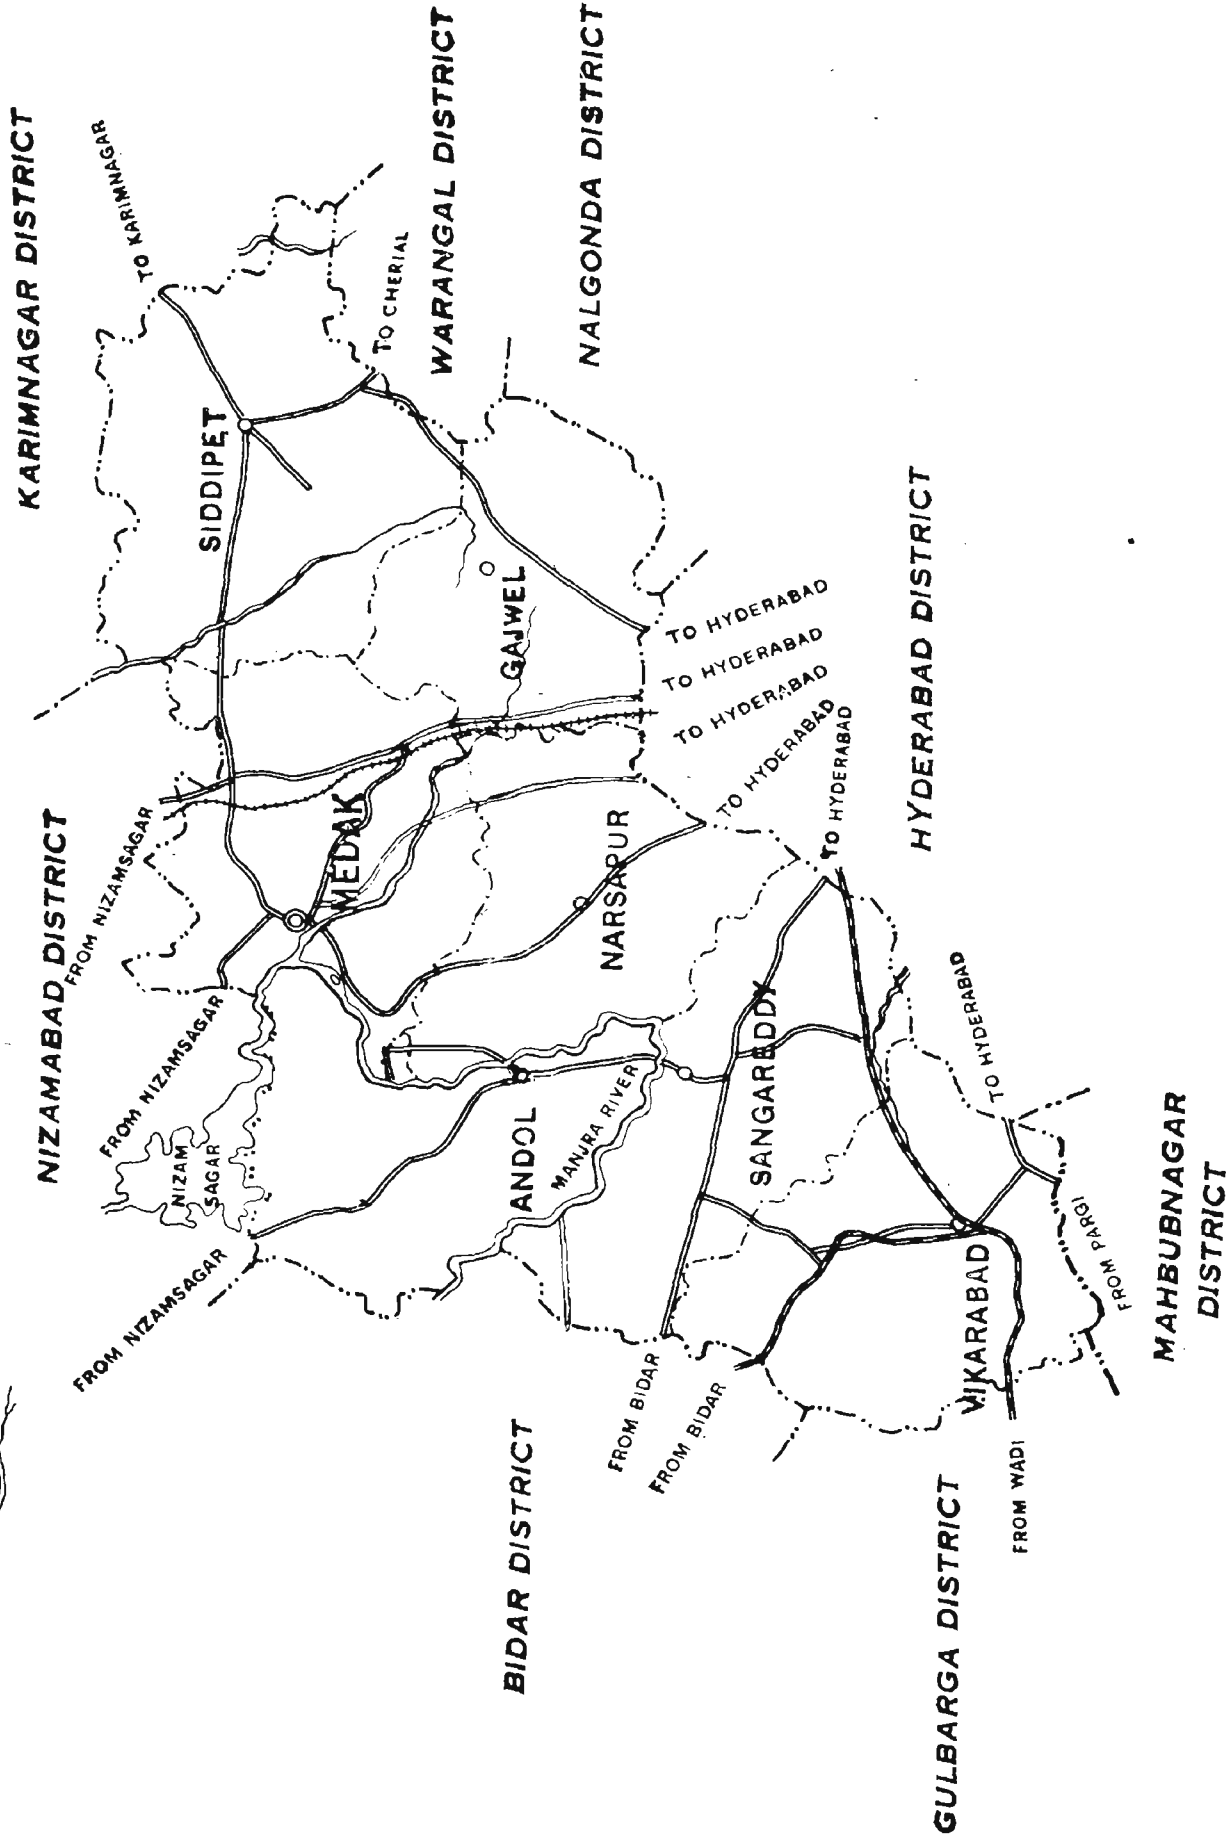 KARIMNAGAR DISTRICT
TO KARIMNAGAR
WARANGAL DISTRICT
NALGONDA DISTRICT
TO CHERIAL
SIDDIPET
GAJWEL
NIZAMABAD DISTRICT
FROM NIZAMSAGAR
MEDAK
TO HYDERABAD
TO HYDERABAD
TO HYDERABAD
TO HYDERABAD
TO HYDERABAD
HYDERABAD DISTRICT
NARSAPUR
FROM NIZAMSAGAR
NIZAM
SAGAR
ANDOL
MANJRA RIVER
SANGAREDDY
TO HYDERABAD
FROM NIZAMSAGAR
FROM BIDAR
FROM BIDAR
VIKARABAD
FROM PARGI
MAHBUBNAGAR
DISTRICT
BIDAR DISTRICT
GULBARGA DISTRICT
FROM WADI